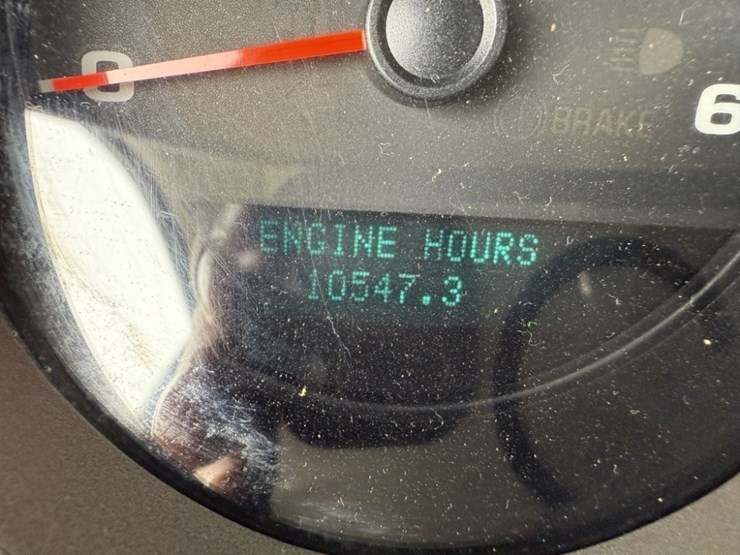 0
BRAKE
6
ENGINE HOURS
10547.3